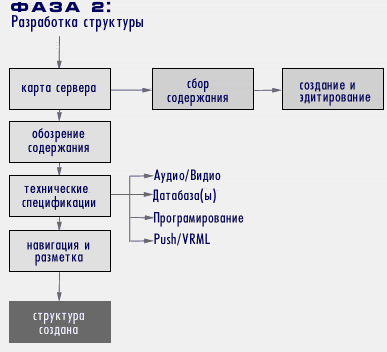 ФАЗА 2:
Разработка структуры
карта сервера
сбор
содержания
создание и
эдитирование
обозрение
содержания
технические
спецификации
Аудио/Видио
Датабаза(ы)
Програмирование
Push/VRML
навигация и
разметка
структура
создана